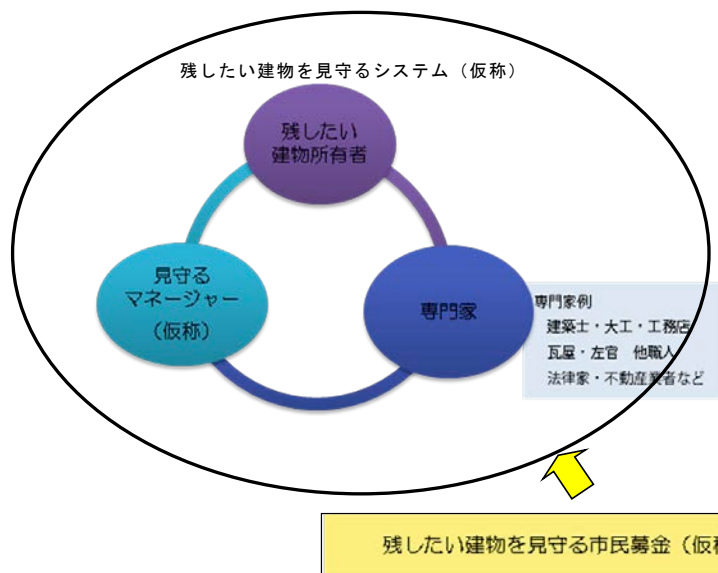 残したい建物を見守るシステム（仮称）
残したい
建物所有者
見守る
マネージャー
（仮称）
専門家
専門家例
建築士・大工・工務店
瓦屋・左官 他職人
法律家・不動産業者など
残したい建物を見守る市民募金（仮